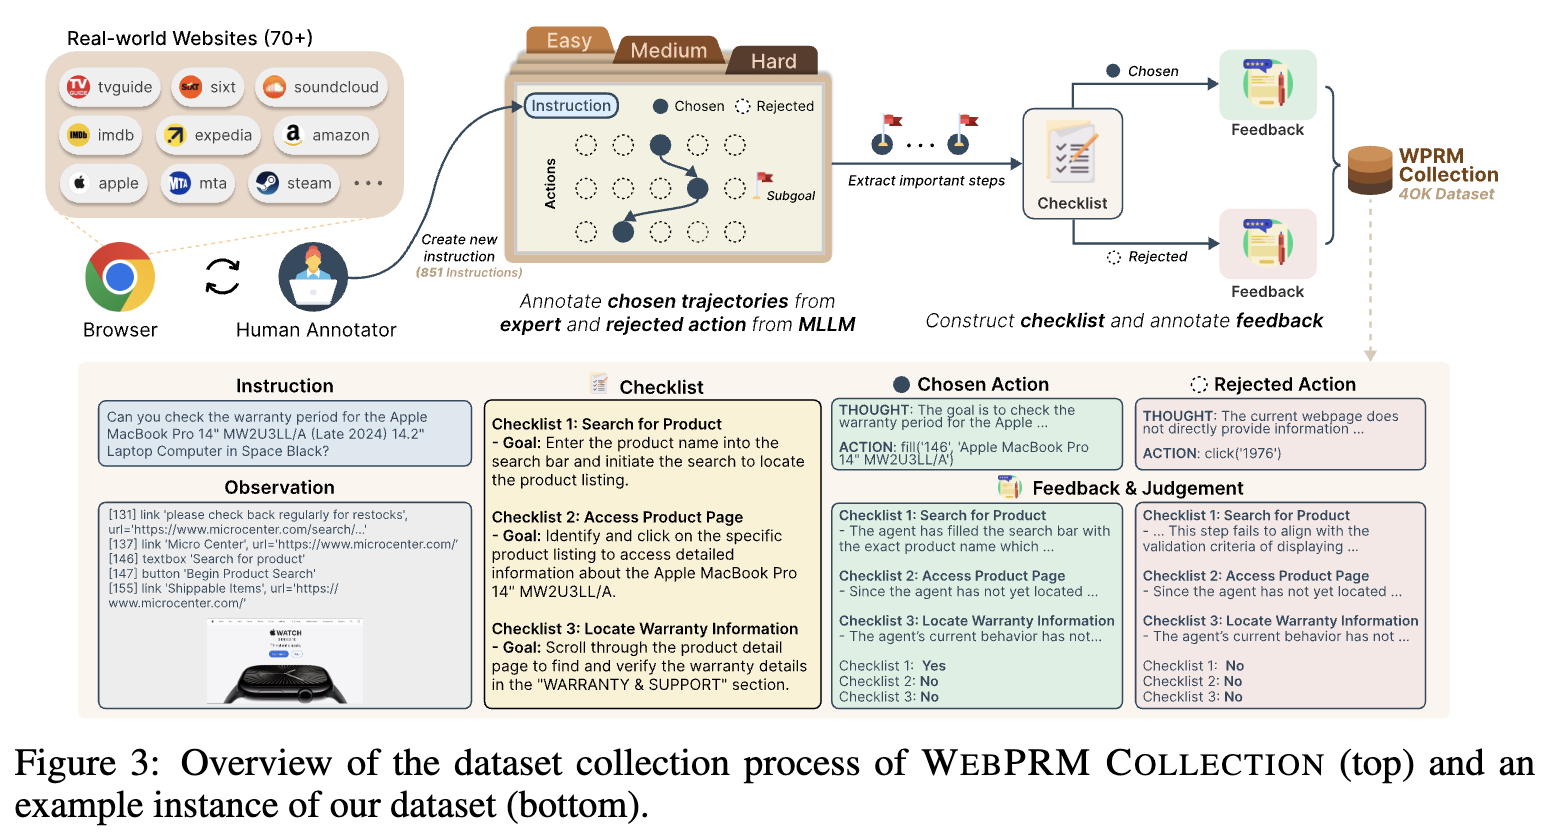 Real-world Websites (70+)
tvguide
sixt
soundcloud
imdb
expedia
amazon
apple
mta
steam
...
Browser
Human Annotator
Create new
instruction
(851 Instructions)
Easy
Medium
Hard
Instruction
Chosen
Rejected
Actions
Subgoal
Annotate chosen trajectories from
expert and rejected action from MLLM
...
Extract important steps
Checklist
Chosen
Feedback
Rejected
Feedback
Construct checklist and annotate feedback
WPRM
Collection
40K Dataset
Instruction
Can you check the warranty period for the Apple
MacBook Pro 14" MW2U3LL/A (Late 2024) 14.2"
Laptop Computer in Space Black?
Observation
[131] link 'please check back regularly for restocks',
url='https://www.microcenter.com/search/...'
[137] link 'Micro Center', url='https://www.microcenter.com/'
[146] textbox 'Search for product'
[147] button 'Begin Product Search'
[155] link 'Shippable Items', url='https://
www.microcenter.com/'
WATCH
Checklist
Checklist 1: Search for Product
- Goal: Enter the product name into the
search bar and initiate the search to locate
the product listing.
Checklist 2: Access Product Page
- Goal: Identify and click on the specific
product listing to access detailed
information about the Apple MacBook Pro
14" MW2U3LL/A.
Checklist 3: Locate Warranty Information
- Goal: Scroll through the product detail
page to find and verify the warranty details
in the "WARRANTY & SUPPORT" section.
Chosen Action
THOUGHT: The goal is to check the
warranty period for the Apple ...
ACTION: fill('146', 'Apple MacBook Pro
14" MW2U3LL/A')
Rejected Action
THOUGHT: The current webpage does
not directly provide information ...
ACTION: click('1976')
Feedback & Judgement
Checklist 1: Search for Product
- The agent has filled the search bar with
the exact product name which ...
Checklist 2: Access Product Page
- Since the agent has not yet located ...
Checklist 3: Locate Warranty Information
- The agent's current behavior has not...
Checklist 1: Yes
Checklist 2: No
Checklist 3: No
Checklist 1: Search for Product
- ... This step fails to align with the
validation criteria of displaying ...
Checklist 2: Access Product Page
- Since the agent has not yet located ...
Checklist 3: Locate Warranty Information
- The agent's current behavior has not ...
Checklist 1: No
Checklist 2: No
Checklist 3: No
Figure 3: Overview of the dataset collection process of WEBPRM COLLECTION (top) and an
example instance of our dataset (bottom).